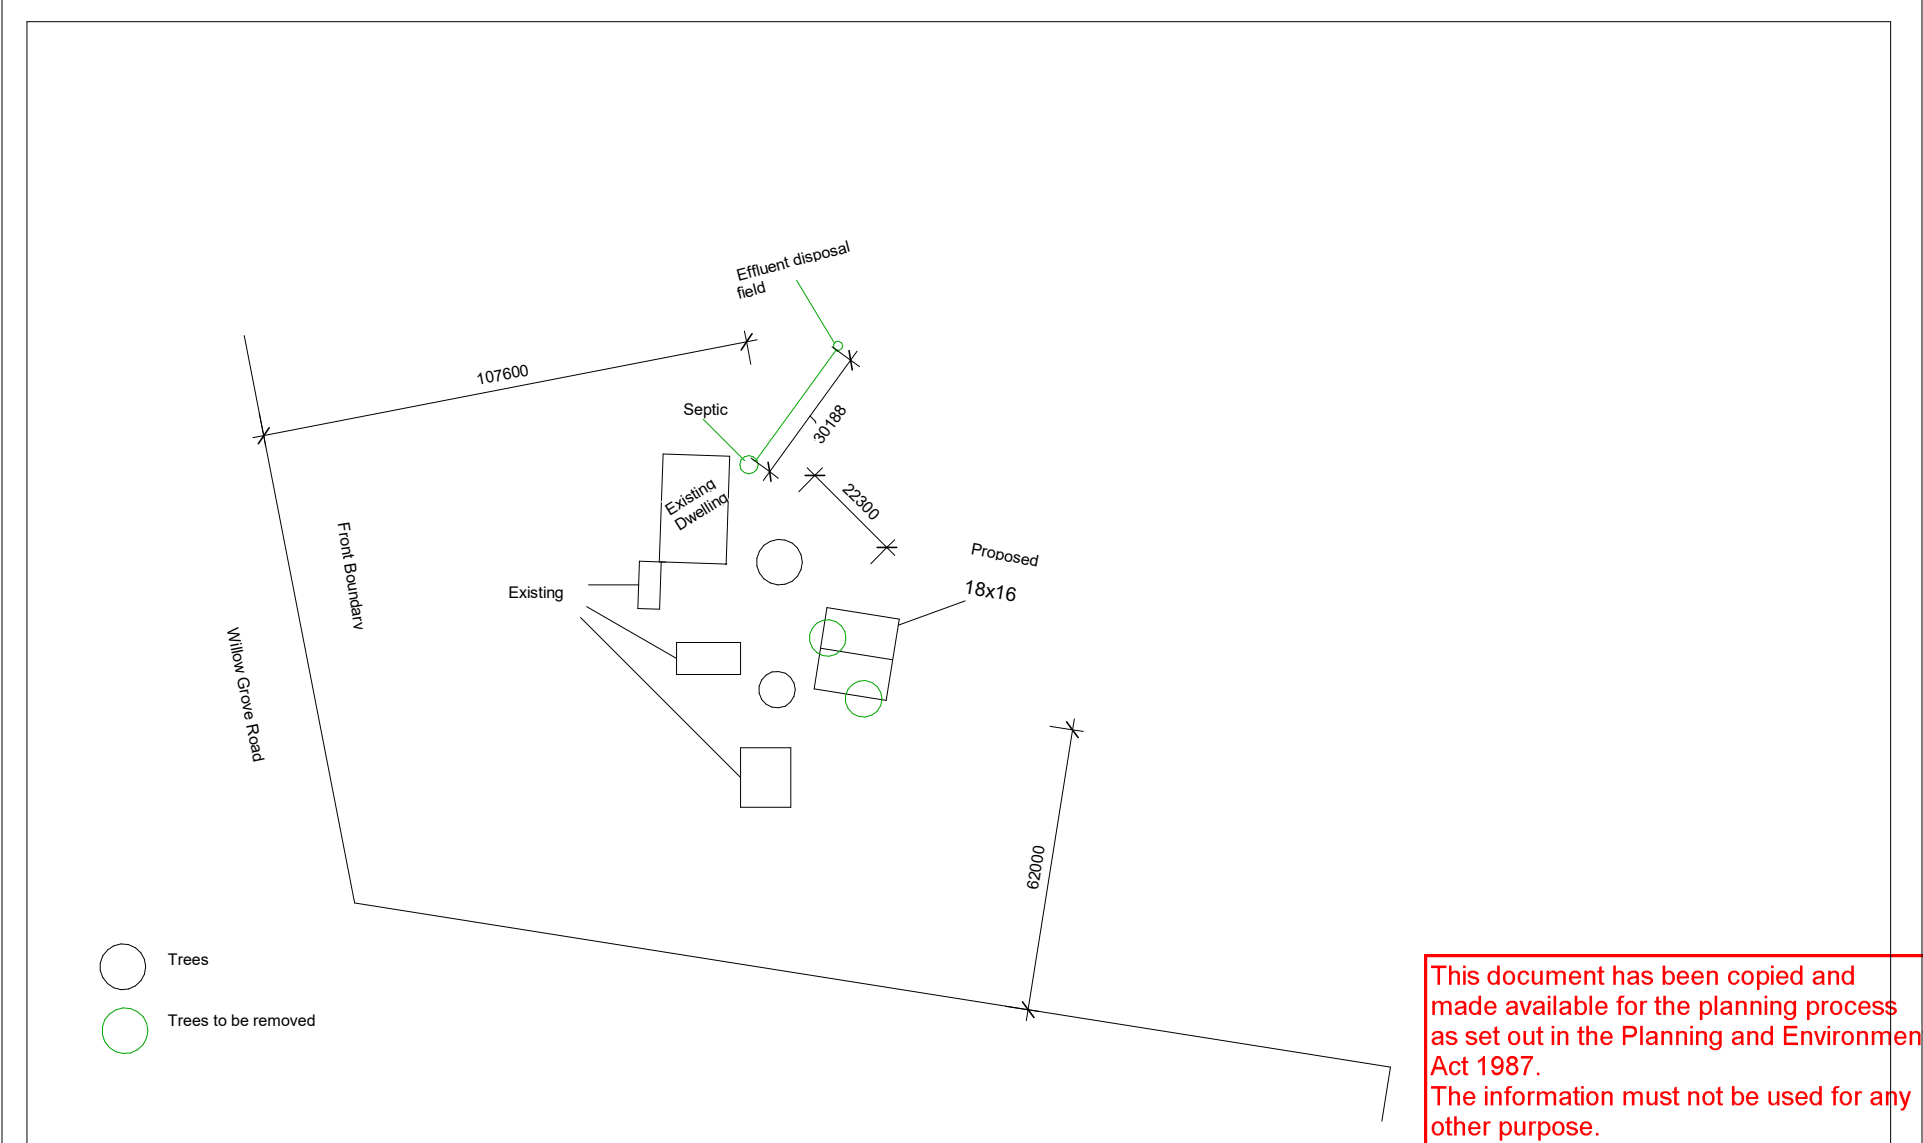 Effluent disposal
field
107600
Septic
30188
Existing
Dwelling
22300
Proposed
18x16
Front Boundary
Existing
Willow Grove Road
62000
Trees
Trees to be removed
This document has been copied and
made available for the planning process
as set out in the Planning and Environmen
Act 1987.
The information must not be used for any
other purpose.